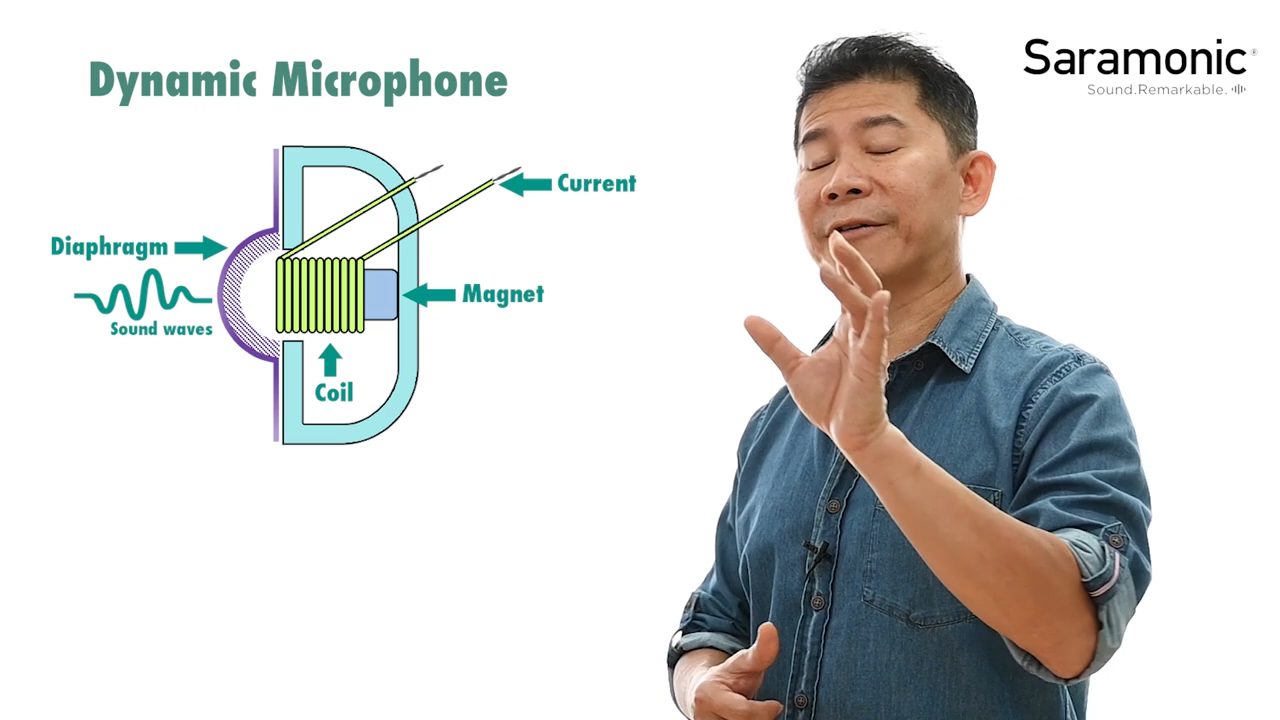 Dynamic Microphone
Saramonic®
Sound.Remarkable.
Current
Diaphragm
Magnet
Sound waves
Coil